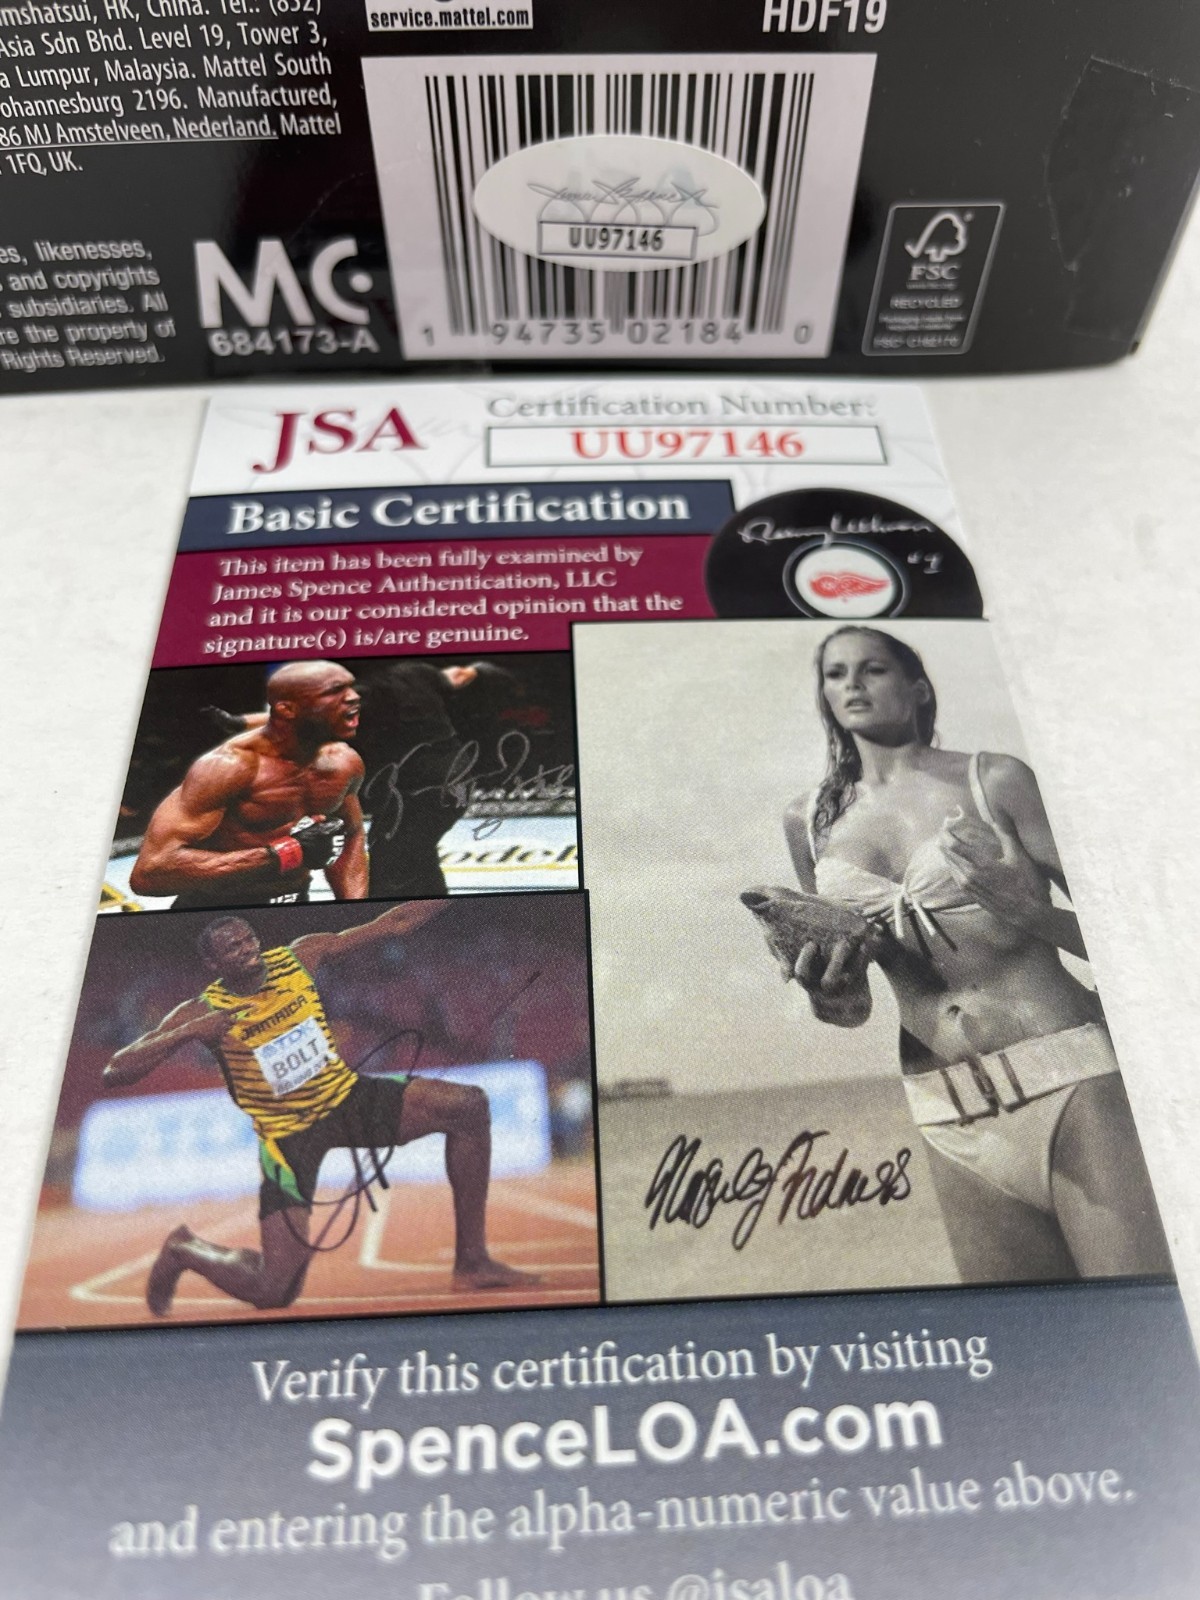 HK, China. Tel.: (852)
Asia Sdn Bhd. Level 19, Tower 3,
Lumpur, Malaysia. Mattel South
ohannesburg 2196. Manufactured,
86 MJ Amstelveen, Nederland. Mattel
1FQ, UK.
service.mattel.com
HDF19
es, likenesses,
and copyrights
subsidiaries. All
re the property of
Rights Reserved.
MC
684173-A
UU97146
1 94735 02184 0
FSC
RECYCLED
JSA
Certification Number:
UU97146
Basic Certification
This item has been fully examined by
James Spence Authentication, LLC
and it is our considered opinion that the
signature(s) is/are genuine.
JAMAICA
TDK
BOLT
Verify this certification by visiting
SpenceLOA.com
and entering the alpha-numeric value above.
Follow us @jsaloa